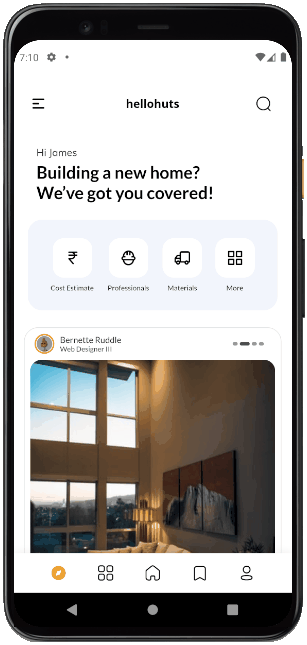 7:10
hellohuts
Hi James
Building a new home?
We've got you covered!
₹
Cost Estimate
Professionals
Materials
More
Bernette Ruddle
Web Designer III